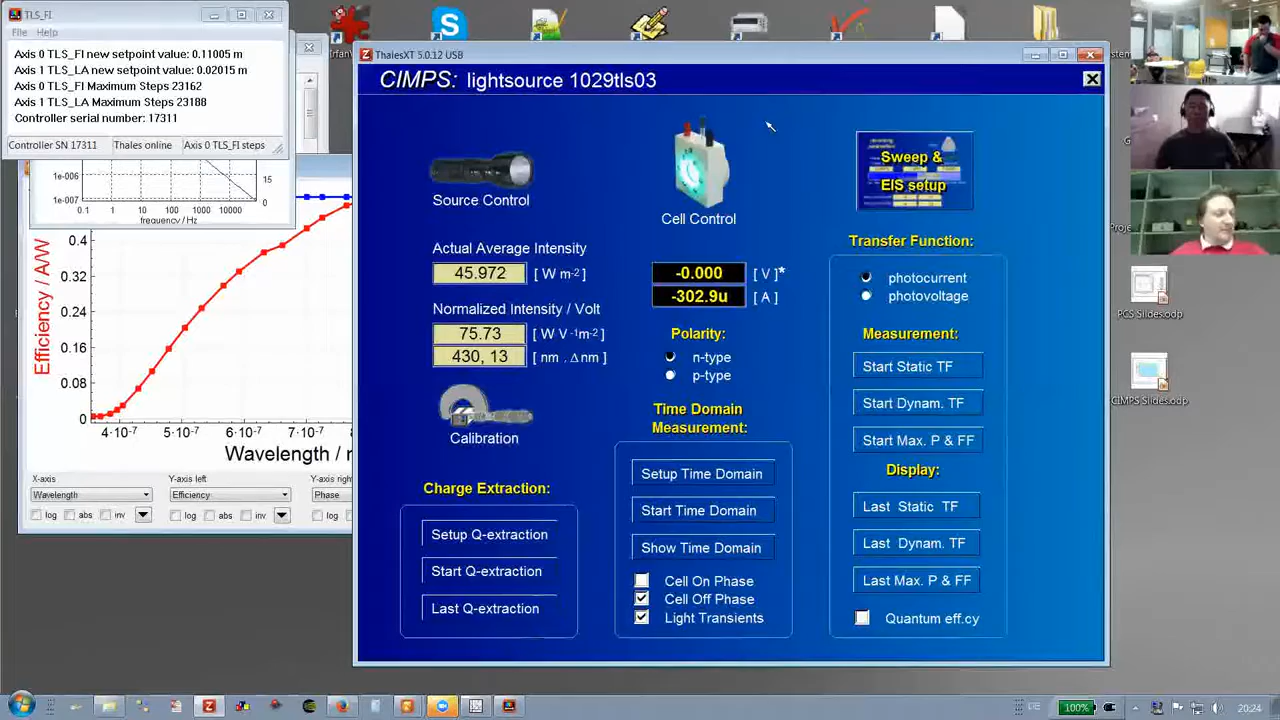 TLS_FI
File Help
Axis 0 TLS_FI new setpoint value: 0.11005 m
Axis 1 TLS_LA new setpoint value: 0.02015 m
Axis 0 TLS_FI Maximum Steps 23162
Axis 1 TLS_LA Maximum Steps 23188
Controller serial number: 17311
Controller SN 17311
Thales online
Axis 0 TLS_FI steps
1e-006
1e-007
15
0
0.1 1 10 100 1000 10000
frequency / Hz
Efficiency / A/W
0.4
0.32
0.24
0.16
0.08
0
4·10-7 5·10-7 6·10-7 7·10-7
Wavelength /
X-axis
Y-axis left
Y-axis right
Wavelength
Efficiency
Phase
log abs inv
log abs inv
log
ThalesXT 5.0.12 USB
CIMPS: lightsource 1029tls03
Source Control
Actual Average Intensity
45.972 [ W m-2 ]
Normalized Intensity / Volt
75.73 [ W V -1m-2 ]
430, 13 [ nm , Δ nm ]
Calibration
Charge Extraction:
Setup Q-extraction
Start Q-extraction
Last Q-extraction
Cell Control
-0.000 [ V ]*
-302.9u [ A ]
Polarity:
n-type
p-type
Time Domain
Measurement:
Setup Time Domain
Start Time Domain
Show Time Domain
Cell On Phase
Cell Off Phase
Light Transients
Sweep &
EIS setup
Transfer Function:
photocurrent
photovoltage
Measurement:
Start Static TF
Start Dynam. TF
Start Max. P & FF
Display:
Last Static TF
Last Dynam. TF
Last Max. P & FF
Quantum eff.cy
PCS Slides.odp
CIMPS Slides.odp
100%
20:24